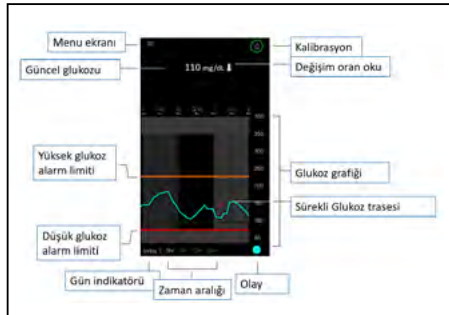 Menu ekranı
Kalibrasyon
Güncel glukozu
110 mg/dL
Değişim oran oku
Yüksek glukoz
alarm limiti
Glukoz grafiği
Sürekli Glukoz trasesi
Düşük glukoz
alarm limiti
Gün indikatörü
Zaman aralığı
Olay